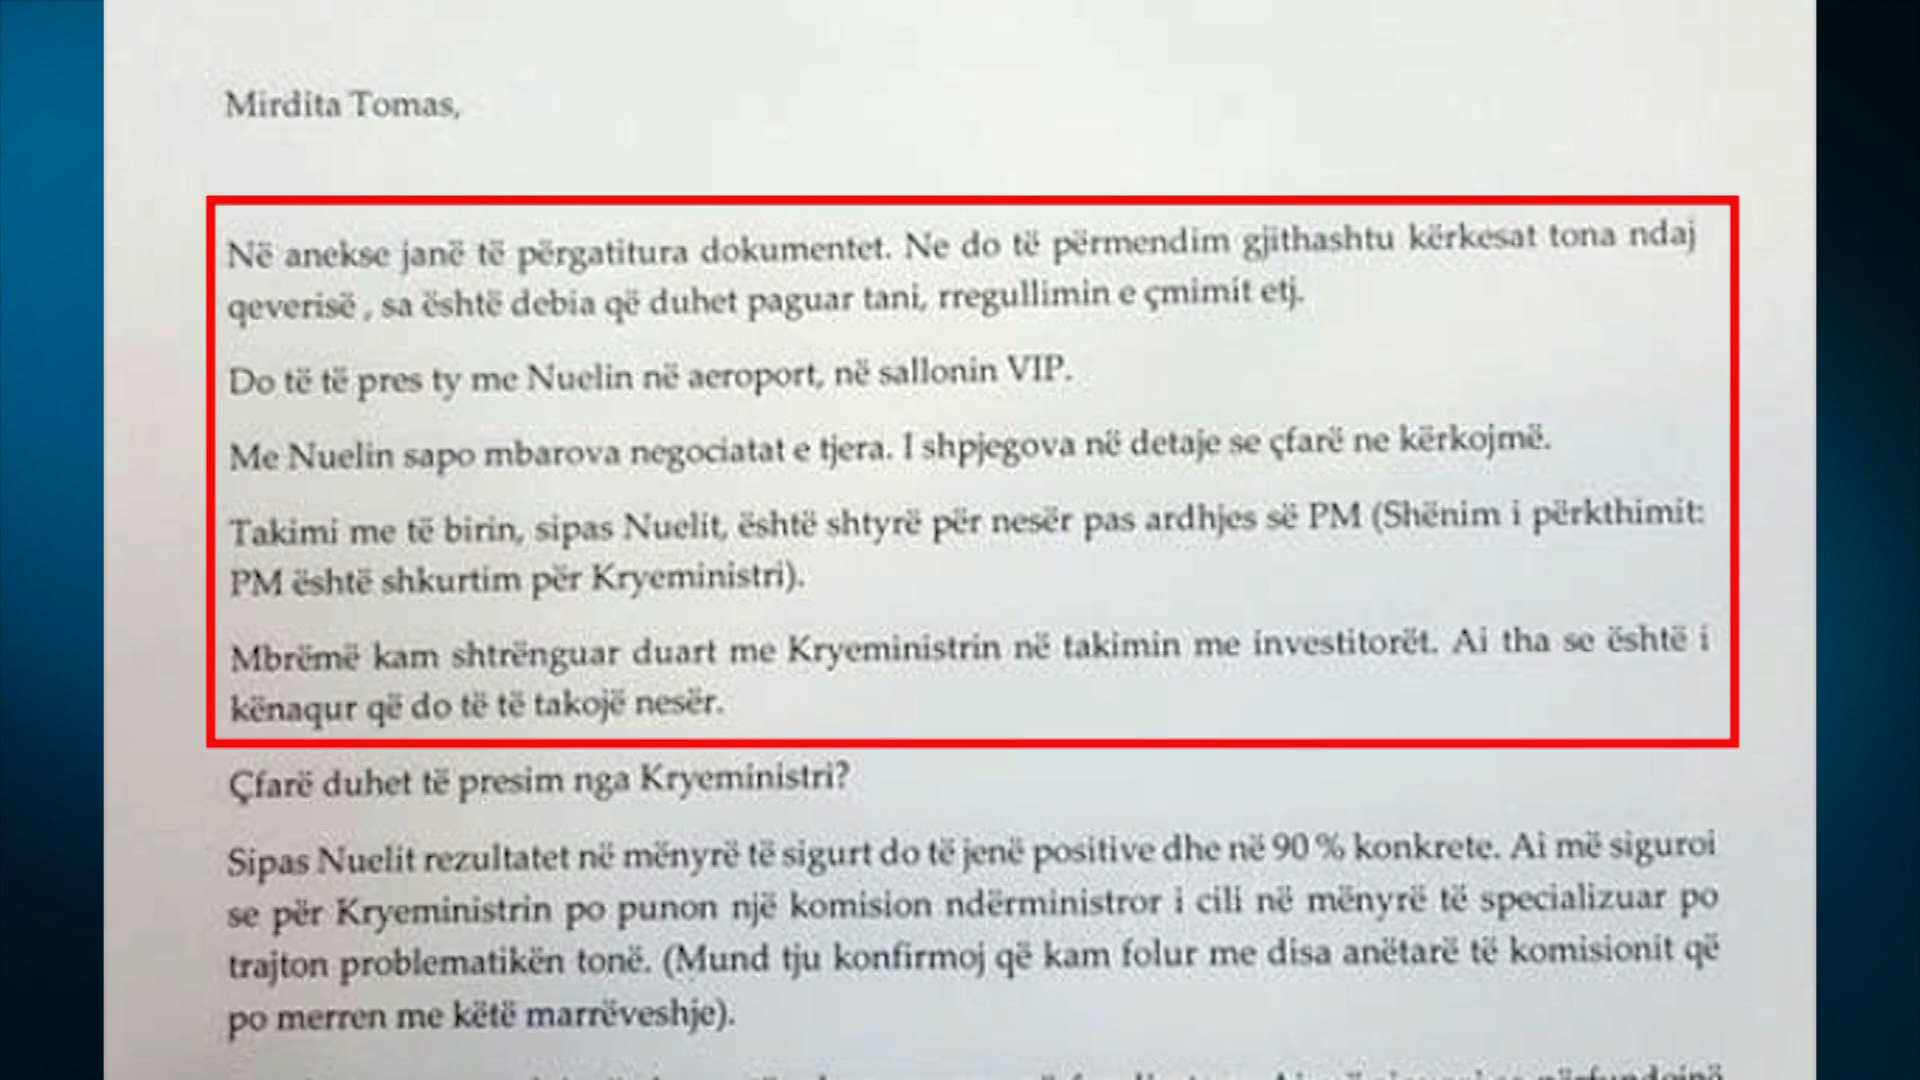 Mirdita Tomas,
Në anekse janë të përgatitura dokumentet. Ne do të përmendim gjithashtu kërkesat tona ndaj
qeverisë , sa është debia që duhet paguar tani, rregullimin e çmimit etj.
Do të të pres ty me Nuelin në aeroport, në sallonin VIP.
Me Nuelin sapo mbarova negociatat e tjera. I shpjegova në detaje se çfarë ne kërkojmë.
Takimi me të birin, sipas Nuelit, është shtyrë për nesër pas ardhjes së PM (Shënim i përkthimit:
PM është shkurtim për Kryeministri).
Mbrëmë kam shtrënguar duart me Kryeministrin në takimin me investitorët. Ai tha se është i
kënaqur që do të të takojë nesër.
Çfarë duhet të presim nga Kryeministri?
Sipas Nuelit rezultatet në mënyrë të sigurt do të jenë positive dhe në 90 % konkrete. Ai më siguroi
se për Kryeministrin po punon një komision ndërministror i cili në mënyrë të specializuar po
trajton problematikën tonë. (Mund tju konfirmoj që kam folur me disa anëtarë të komisionit që
po merren me këtë marrëveshje).